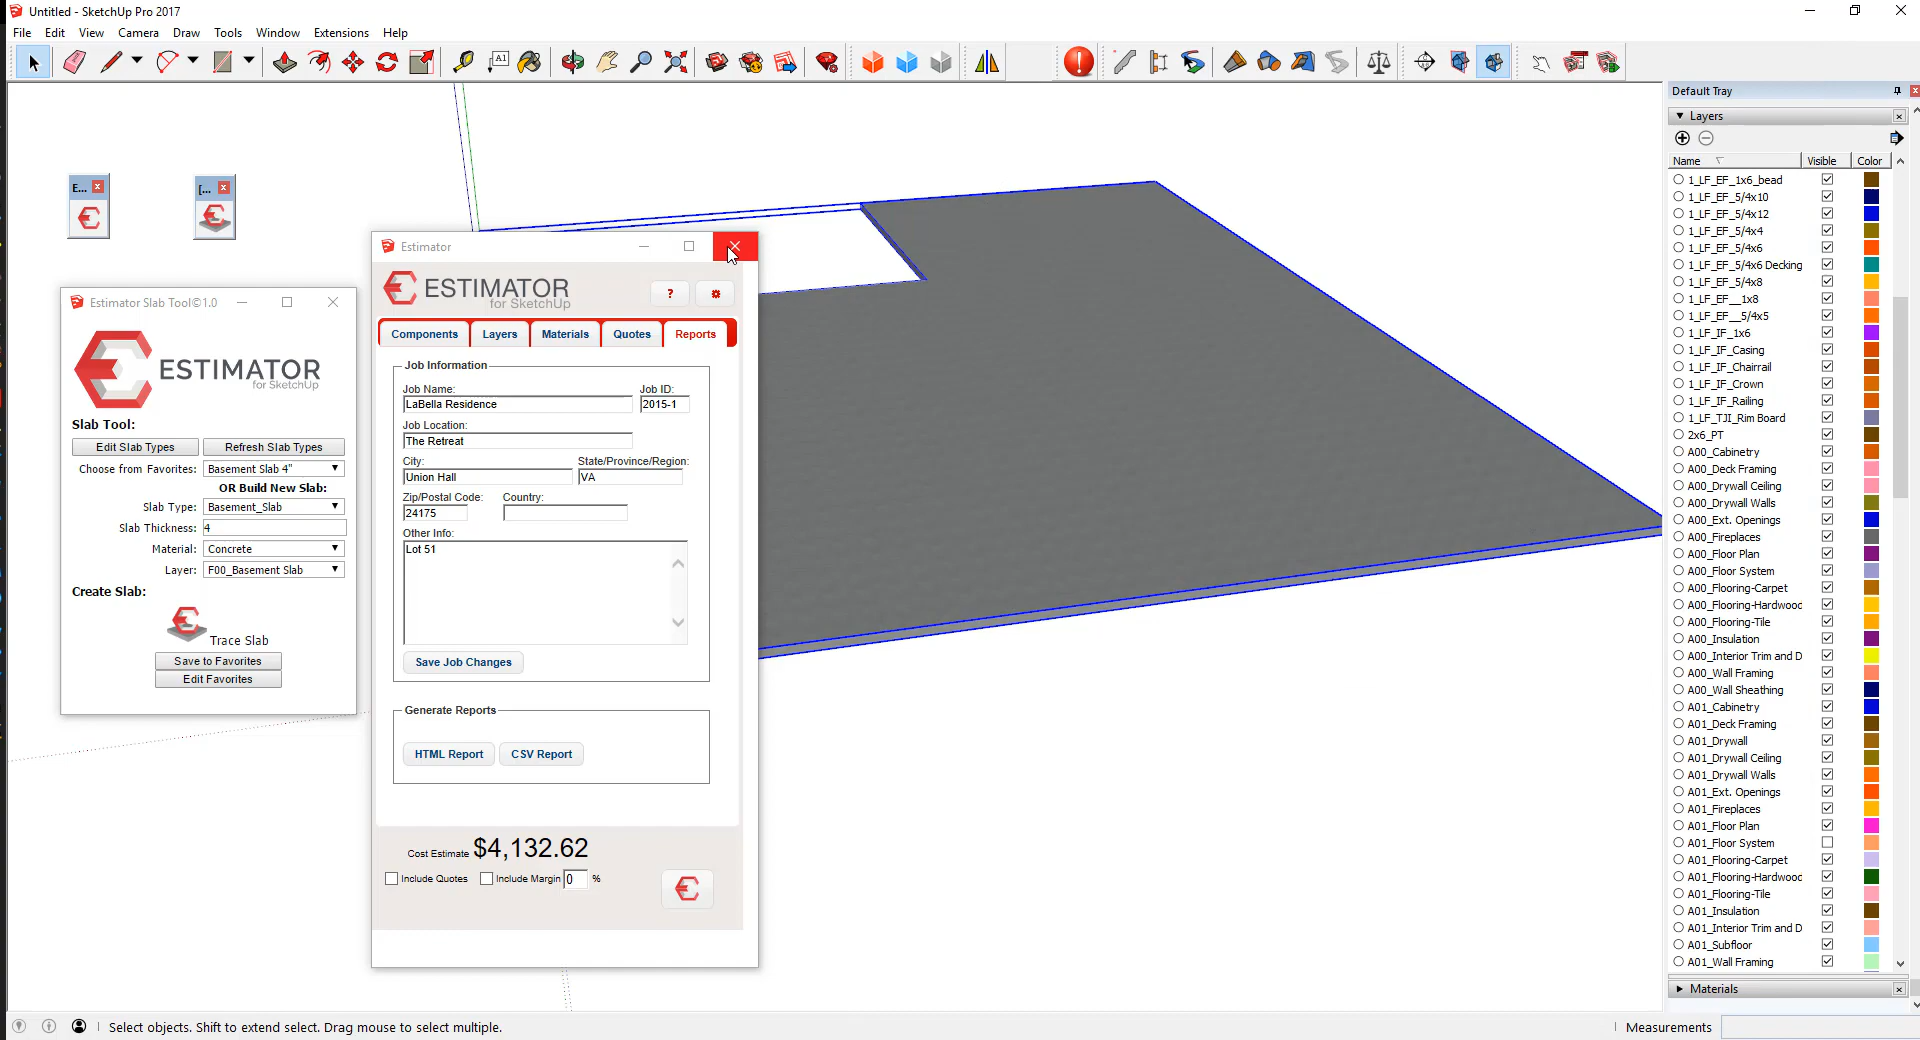 Untitled - SketchUp Pro 2017
File Edit View Camera Draw Tools Window Extensions Help
A1
Default Tray
Layers
Name Visible Color
1_LF_EF_1x6_bead
1_LF_EF_5/4x10
1_LF_EF_5/4x12
1_LF_EF_5/4x4
1_LF_EF_5/4x6
1_LF_EF_5/4x6 Decking
1_LF_EF_5/4x8
1_LF_EF__1x8
1_LF_EF__5/4x5
1_LF_IF_1x6
1_LF_IF_Casing
1_LF_IF_Chairrail
1_LF_IF_Crown
1_LF_IF_Railing
1_LF_TJI_Rim Board
2x6_PT
A00_Cabinetry
A00_Deck Framing
A00_Drywall Ceiling
A00_Drywall Walls
A00_Ext. Openings
A00_Fireplaces
A00_Floor Plan
A00_Floor System
A00_Flooring-Carpet
A00_Flooring-Hardwood
A00_Flooring-Tile
A00_Insulation
A00_Interior Trim and D
A00_Wall Framing
A00_Wall Sheathing
A01_Cabinetry
A01_Deck Framing
A01_Drywall
A01_Drywall Ceiling
A01_Drywall Walls
A01_Ext. Openings
A01_Fireplaces
A01_Floor Plan
A01_Floor System
A01_Flooring-Carpet
A01_Flooring-Hardwood
A01_Flooring-Tile
A01_Insulation
A01_Interior Trim and D
A01_Subfloor
A01_Wall Framing
Materials
E...
[...
Estimator Slab Tool©1.0
ESTIMATOR
for SketchUp
Slab Tool:
Edit Slab Types Refresh Slab Types
Choose from Favorites: Basement Slab 4"
OR Build New Slab:
Slab Type: Basement_Slab
Slab Thickness: 4
Material: Concrete
Layer: F00_Basement Slab
Create Slab:
Trace Slab
Save to Favorites
Edit Favorites
Estimator
ESTIMATOR
for SketchUp
?
Components Layers Materials Quotes Reports
Job Information
Job Name: Job ID:
LaBella Residence 2015-1
Job Location:
The Retreat
City: State/Province/Region:
Union Hall VA
Zip/Postal Code: Country:
24175
Other Info:
Lot 51
Save Job Changes
Generate Reports
HTML Report CSV Report
Cost Estimate $4,132.62
Include Quotes Include Margin 0 %
Select objects. Shift to extend select. Drag mouse to select multiple.
Measurements